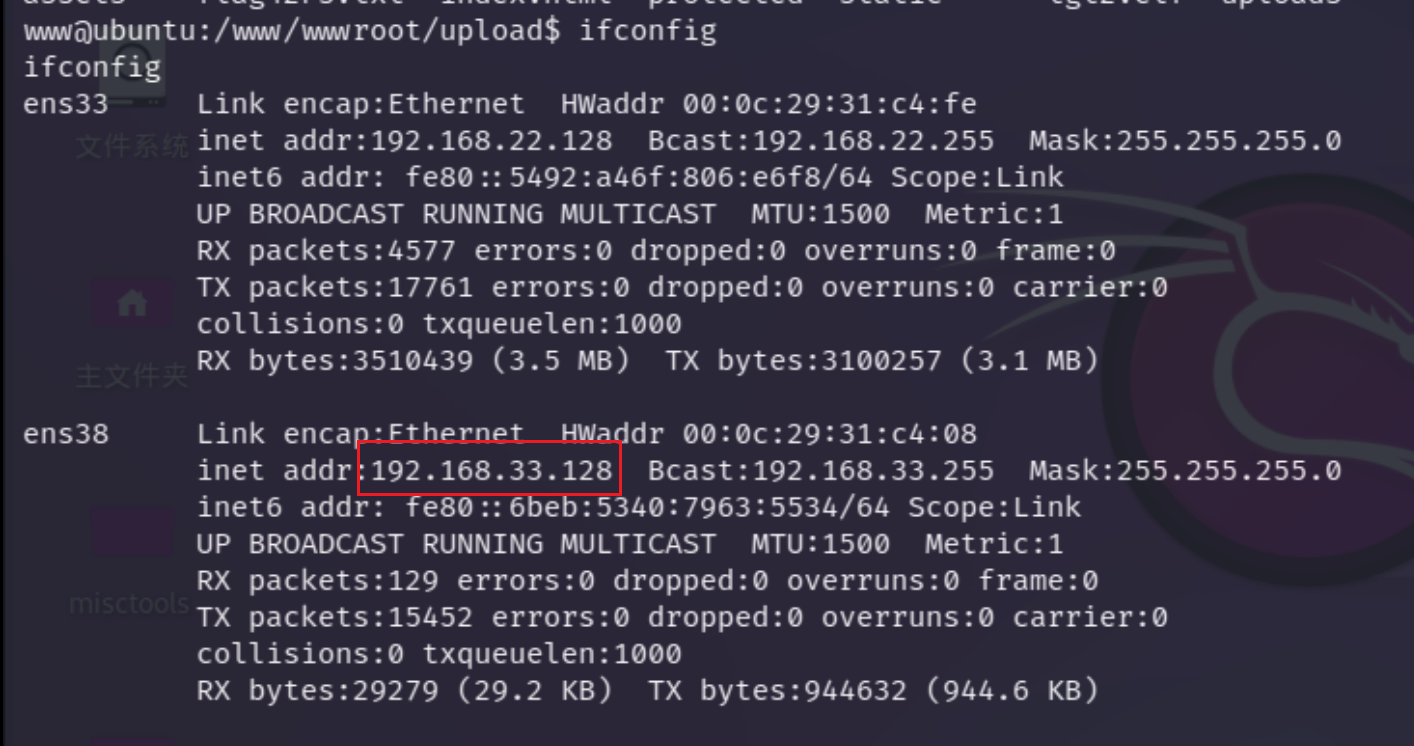 www@ubuntu:/www/wwwroot/upload$ ifconfig
ifconfig
ens33     Link encap:Ethernet  HWaddr 00:0c:29:31:c4:fe
          inet addr:192.168.22.128  Bcast:192.168.22.255  Mask:255.255.255.0
          inet6 addr: fe80::5492:a46f:806:e6f8/64 Scope:Link
          UP BROADCAST RUNNING MULTICAST  MTU:1500  Metric:1
          RX packets:4577 errors:0 dropped:0 overruns:0 frame:0
          TX packets:17761 errors:0 dropped:0 overruns:0 carrier:0
          collisions:0 txqueuelen:1000
          RX bytes:3510439 (3.5 MB)  TX bytes:3100257 (3.1 MB)
ens38     Link encap:Ethernet  HWaddr 00:0c:29:31:c4:08
          inet addr:192.168.33.128  Bcast:192.168.33.255  Mask:255.255.255.0
          inet6 addr: fe80::6beb:5340:7963:5534/64 Scope:Link
          UP BROADCAST RUNNING MULTICAST  MTU:1500  Metric:1
          RX packets:129 errors:0 dropped:0 overruns:0 frame:0
          TX packets:15452 errors:0 dropped:0 overruns:0 carrier:0
          collisions:0 txqueuelen:1000
          RX bytes:29279 (29.2 KB)  TX bytes:944632 (944.6 KB)
文件系统
主文件夹
misctools